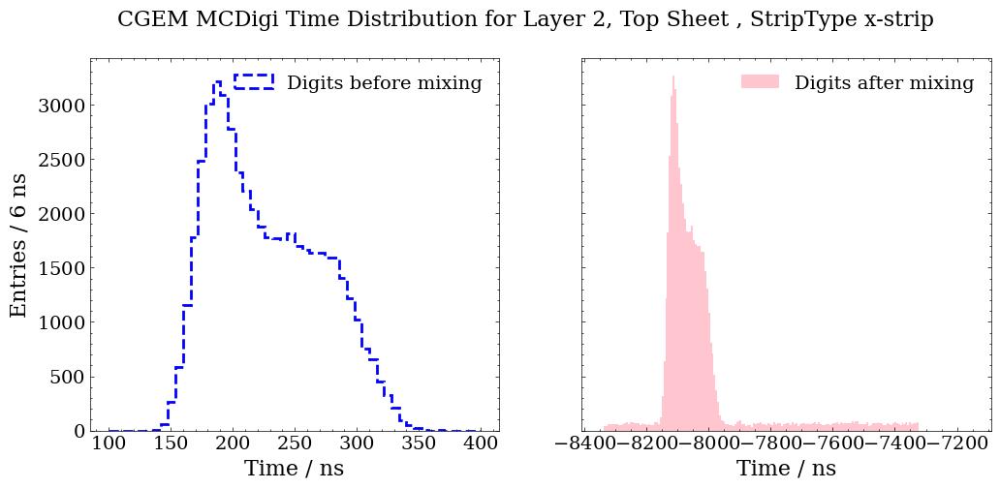 CGEM MCDigi Time Distribution for Layer 2, Top Sheet , StripType x-strip
Entries / 6 ns
3000
2500
2000
1500
1000
500
0
Digits before mixing
100 150 200 250 300 350 400
Time / ns
Digits after mixing
−8400 −8200 −8000 −7800 −7600 −7400 −7200
Time / ns